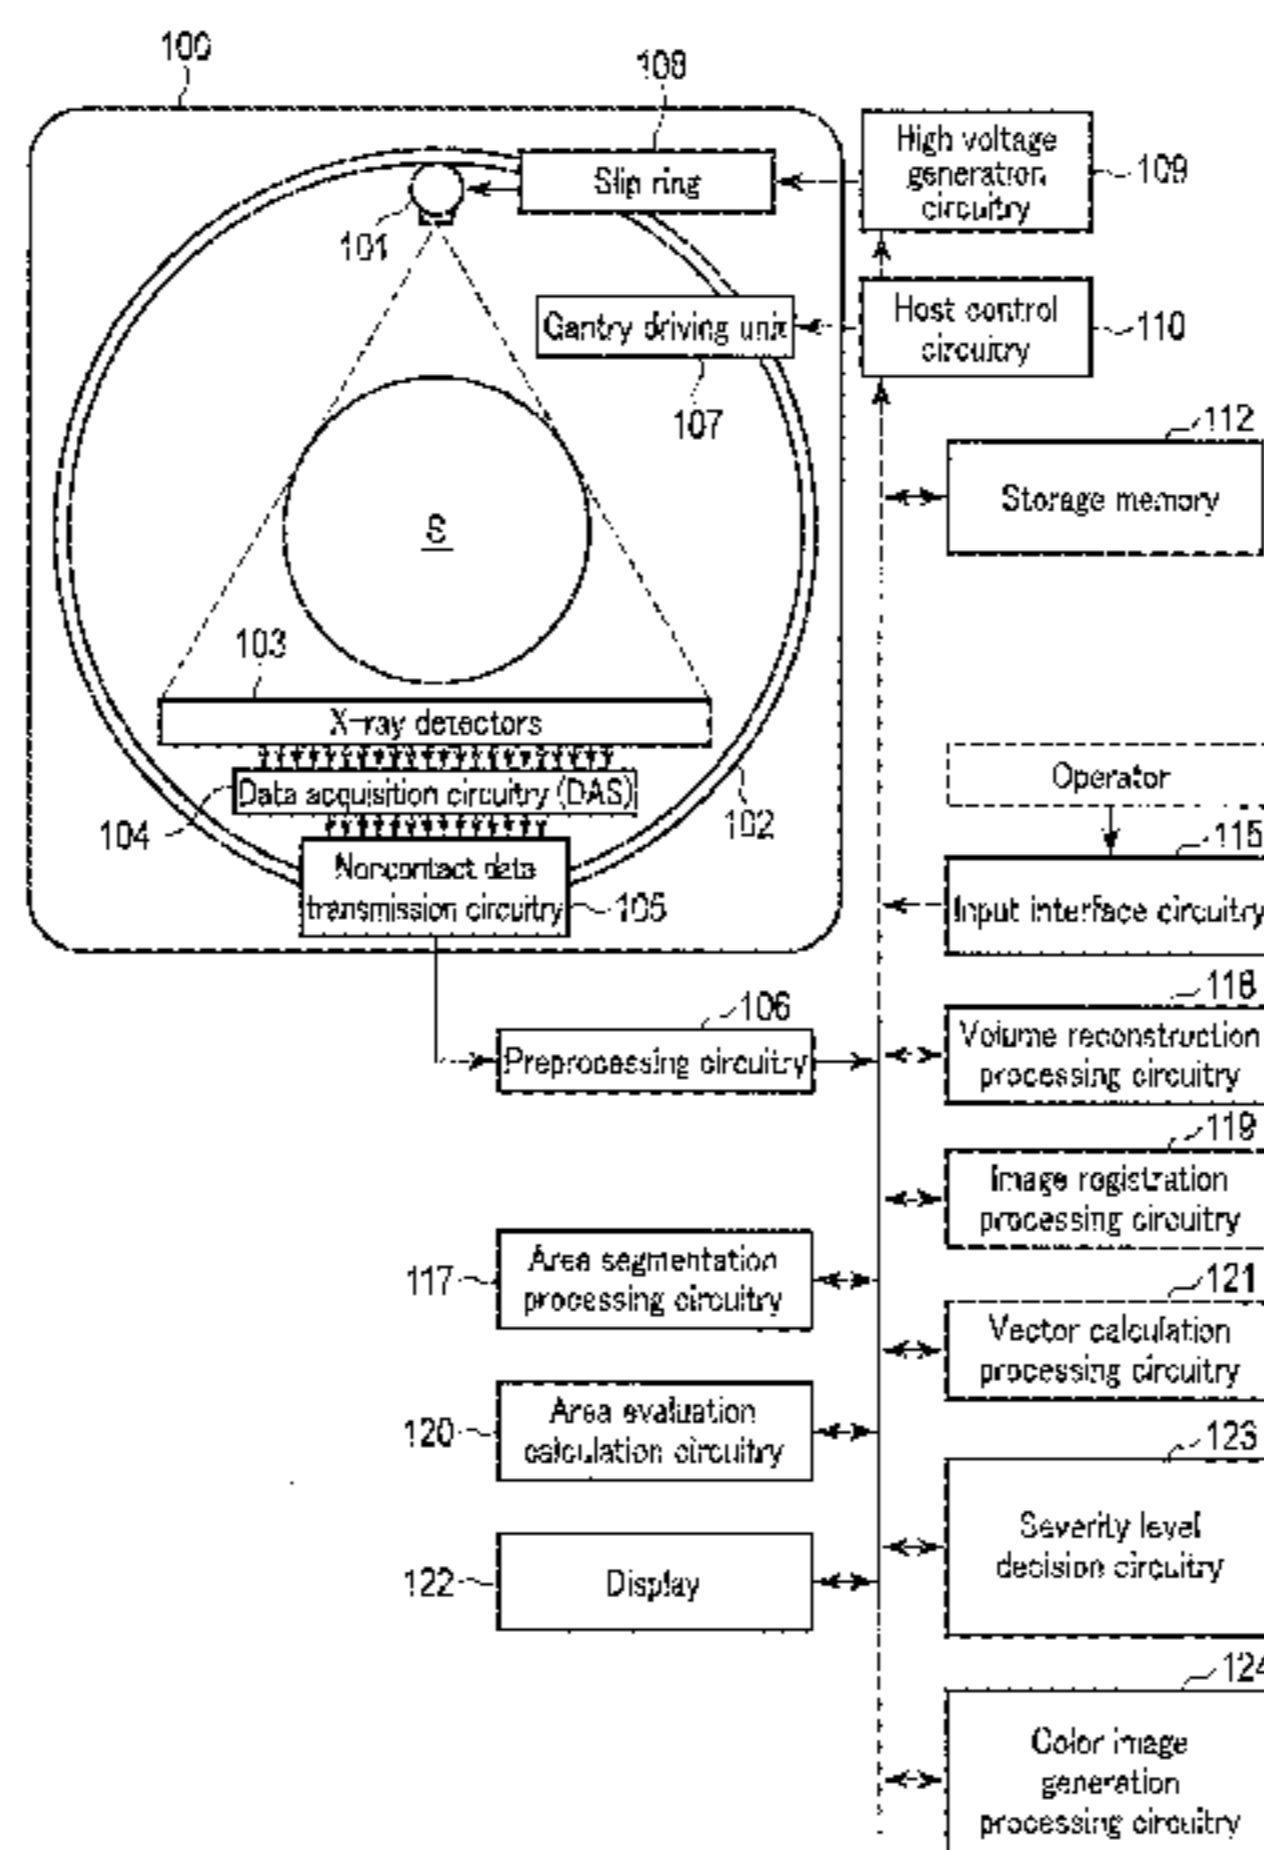 100
108
High voltage
generation
circuitry
109
Slip ring
101
Host control
circuitry
110
Gantry driving unit
107
112
Storage memory
S
103
X-ray detectors
Operator
Data acquisition circuitry (DAS)
104
102
115
Noncontact data
transmission circuitry
105
Input interface circuitry
106
Preprocessing circuitry
118
Volume reconstruction
processing circuitry
119
Image registration
processing circuitry
117
Area segmentation
processing circuitry
121
Vector calculation
processing circuitry
120
Area evaluation
calculation circuitry
123
Severity level
decision circuitry
122
Display
124
Color image
generation
processing circuitry